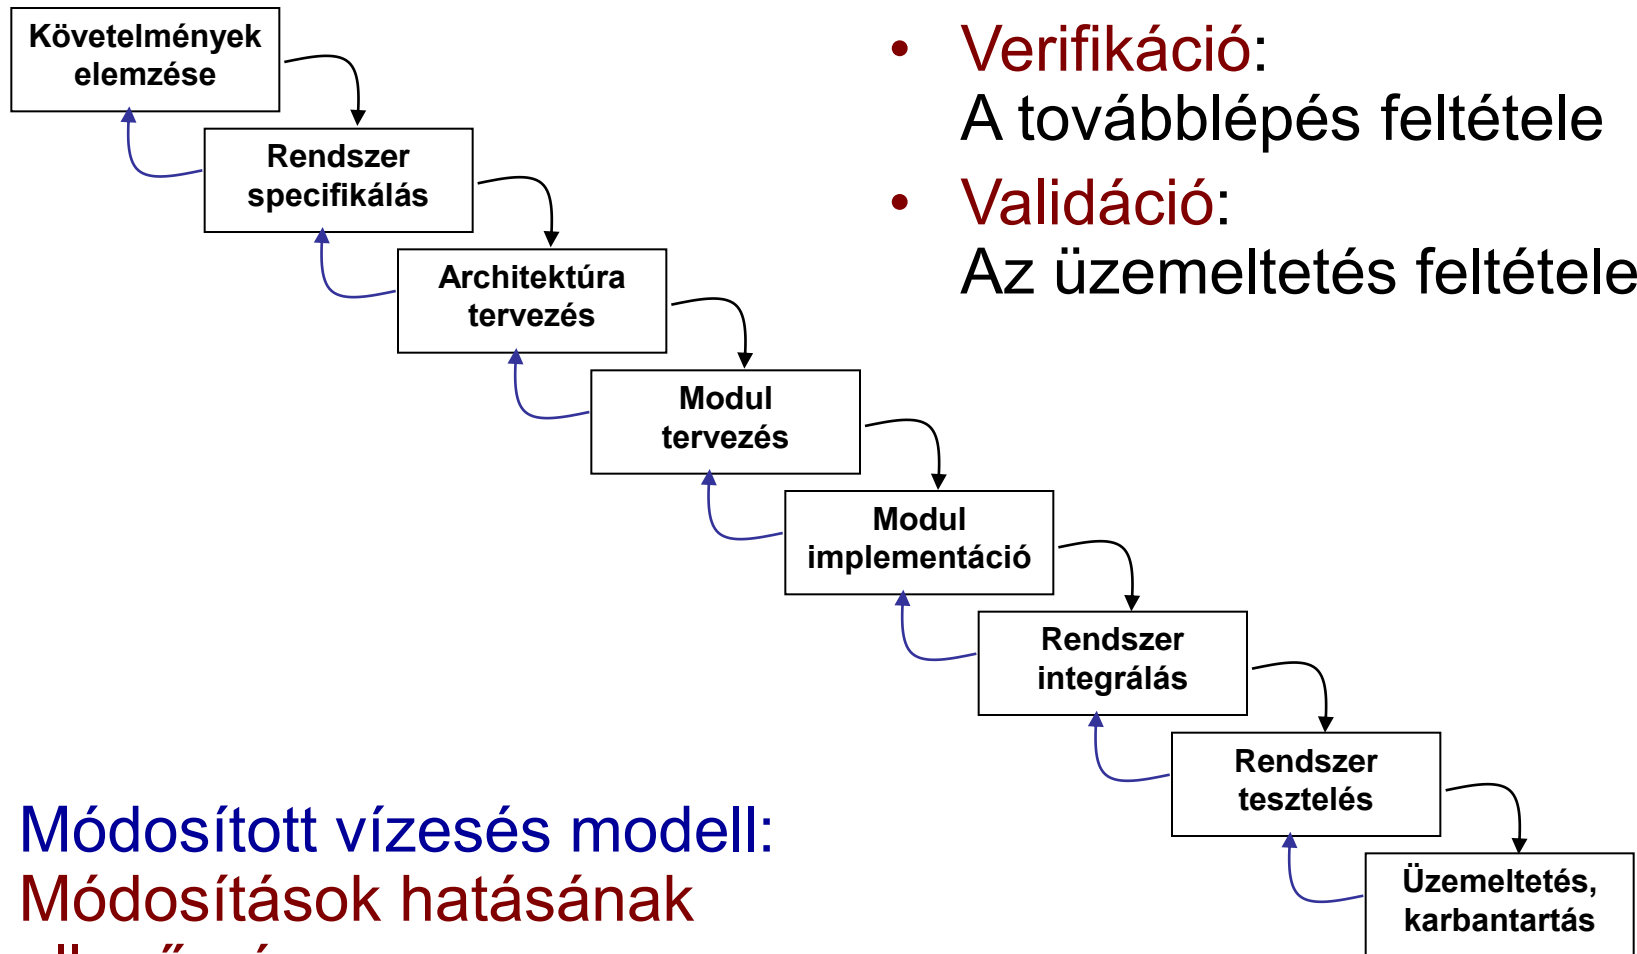 Követelmények
elemzése
• Verifikáció:
A továbblépés feltétele
• Validáció:
Az üzemeltetés feltétele
Rendszer
specifikálás
Architektúra
tervezés
Modul
tervezés
Modul
implementáció
Rendszer
integrálás
Rendszer
tesztelés
Üzemeltetés,
karbantartás
Módosított vízesés modell:
Módosítások hatásának